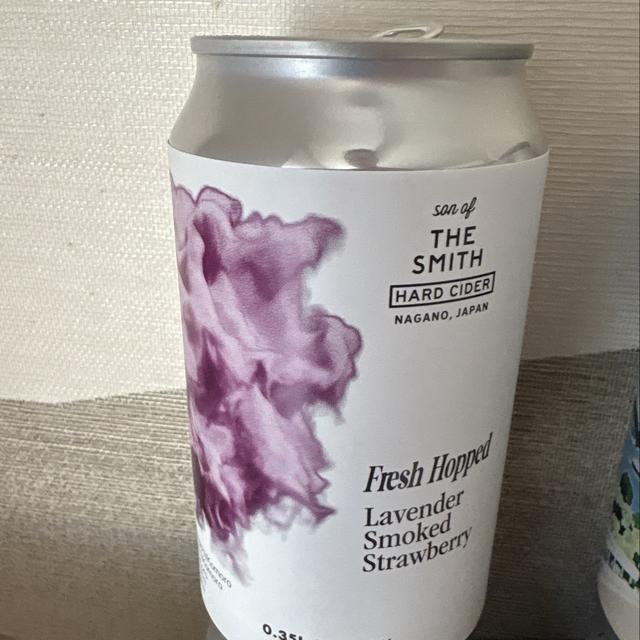 son of
THE
SMITH
HARD CIDER
NAGANO, JAPAN
Fresh Hopped
Lavender
Smoked
Strawberry